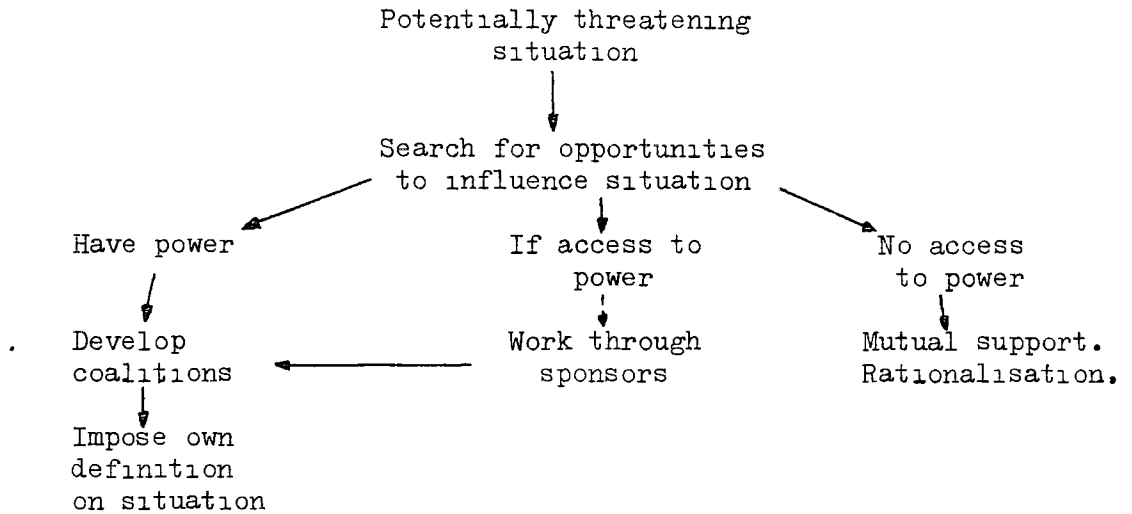 Potentially threatening
situation
Search for opportunities
to influence situation
Have power
If access to
power
No access
to power
Develop
coalitions
Work through
sponsors
Mutual support.
Rationalisation.
Impose own
definition
on situation